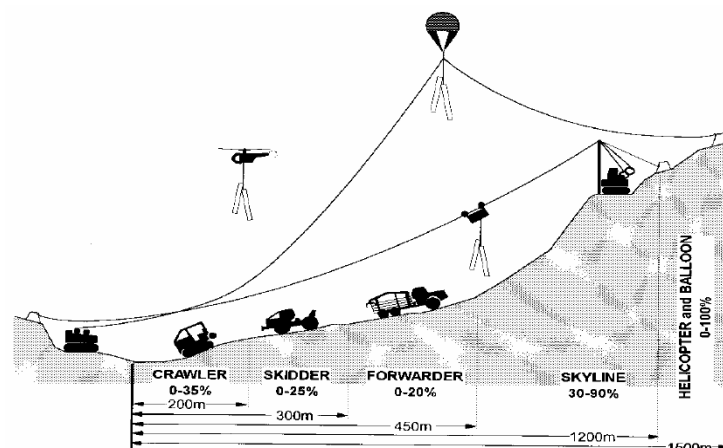 CRAWLER
0-35%
200m
SKIDDER
0-25%
300m
FORWARDER
0-20%
450m
SKYLINE
30-90%
1200m
HELICOPTER and BALLOON
0-100%
1500m